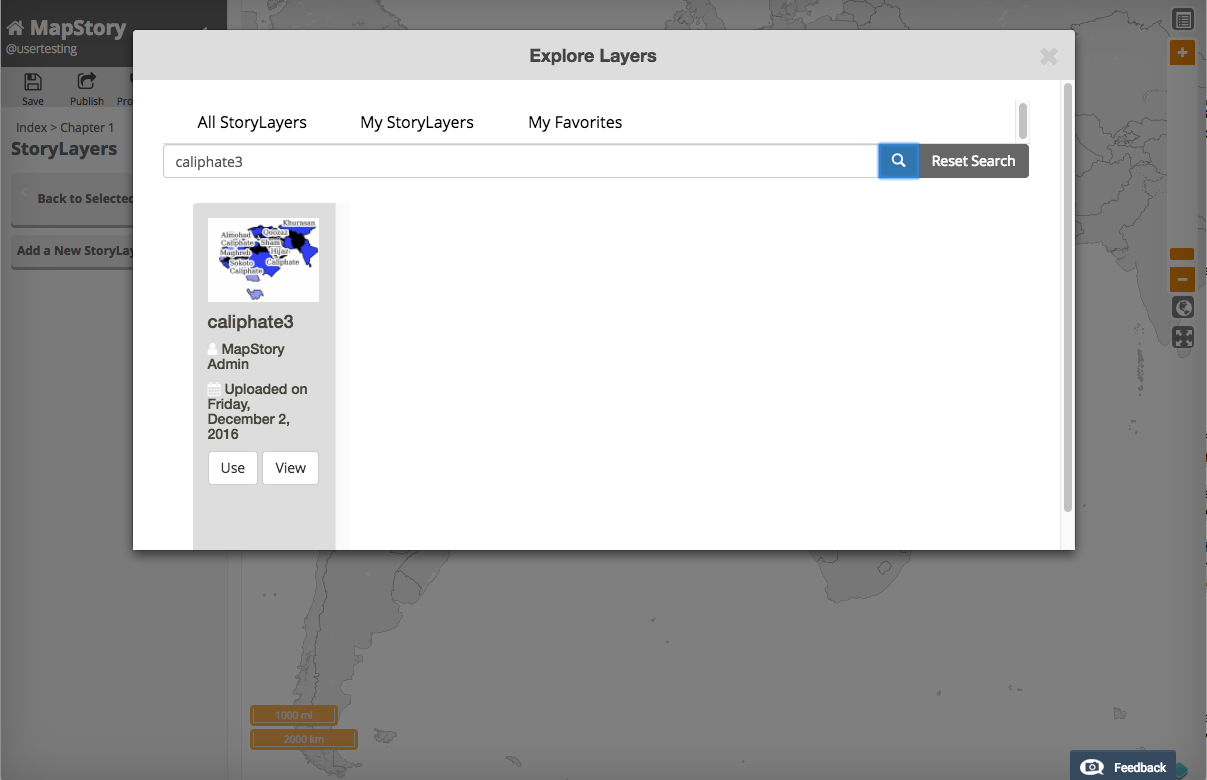 MapStory
@usertesting
Save
Publish
Pro
Index > Chapter 1
StoryLayers
Back to Selected
Add a New StoryLay
Explore Layers
All StoryLayers
My StoryLayers
My Favorites
caliphate3
Reset Search
Khurasan
Almohad
Caliphate
Qoqaz
Sham
Maghreb
Hijaz
Sokoto
Caliphate
Caliphate
caliphate3
MapStory
Admin
Uploaded on
Friday,
December 2,
2016
Use
View
1000 mi
2000 km
Feedback